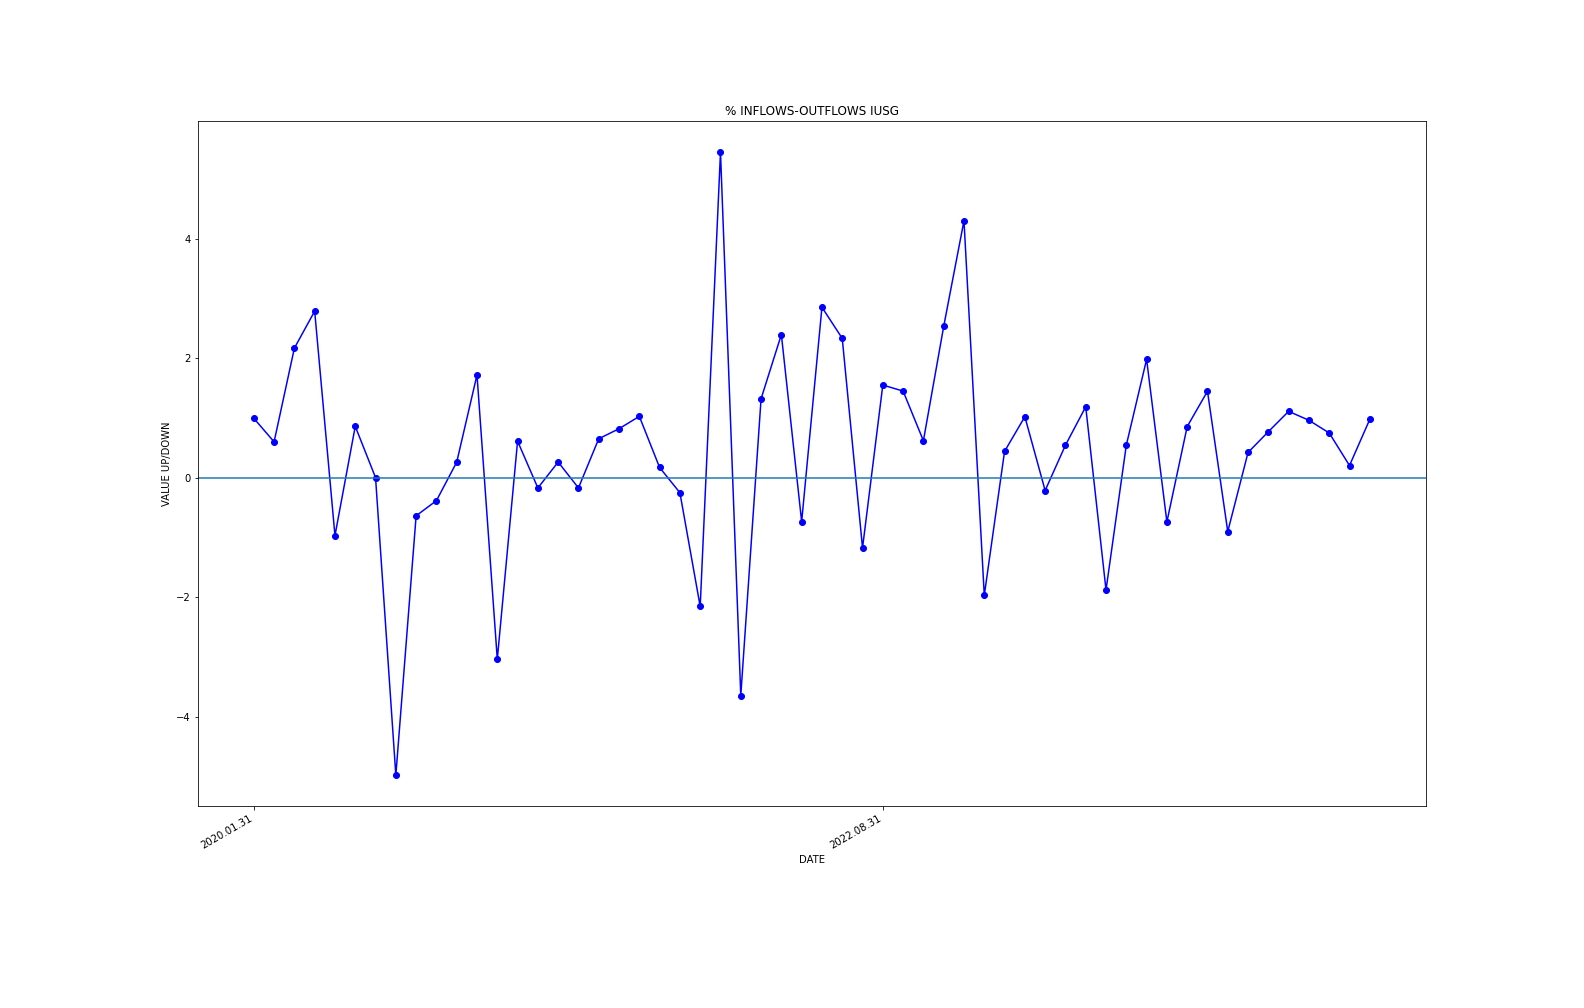 % INFLOWS-OUTFLOWS IUSG
VALUE UP/DOWN
4
2
0
−2
−4
2020.01.31
2022.08.31
DATE